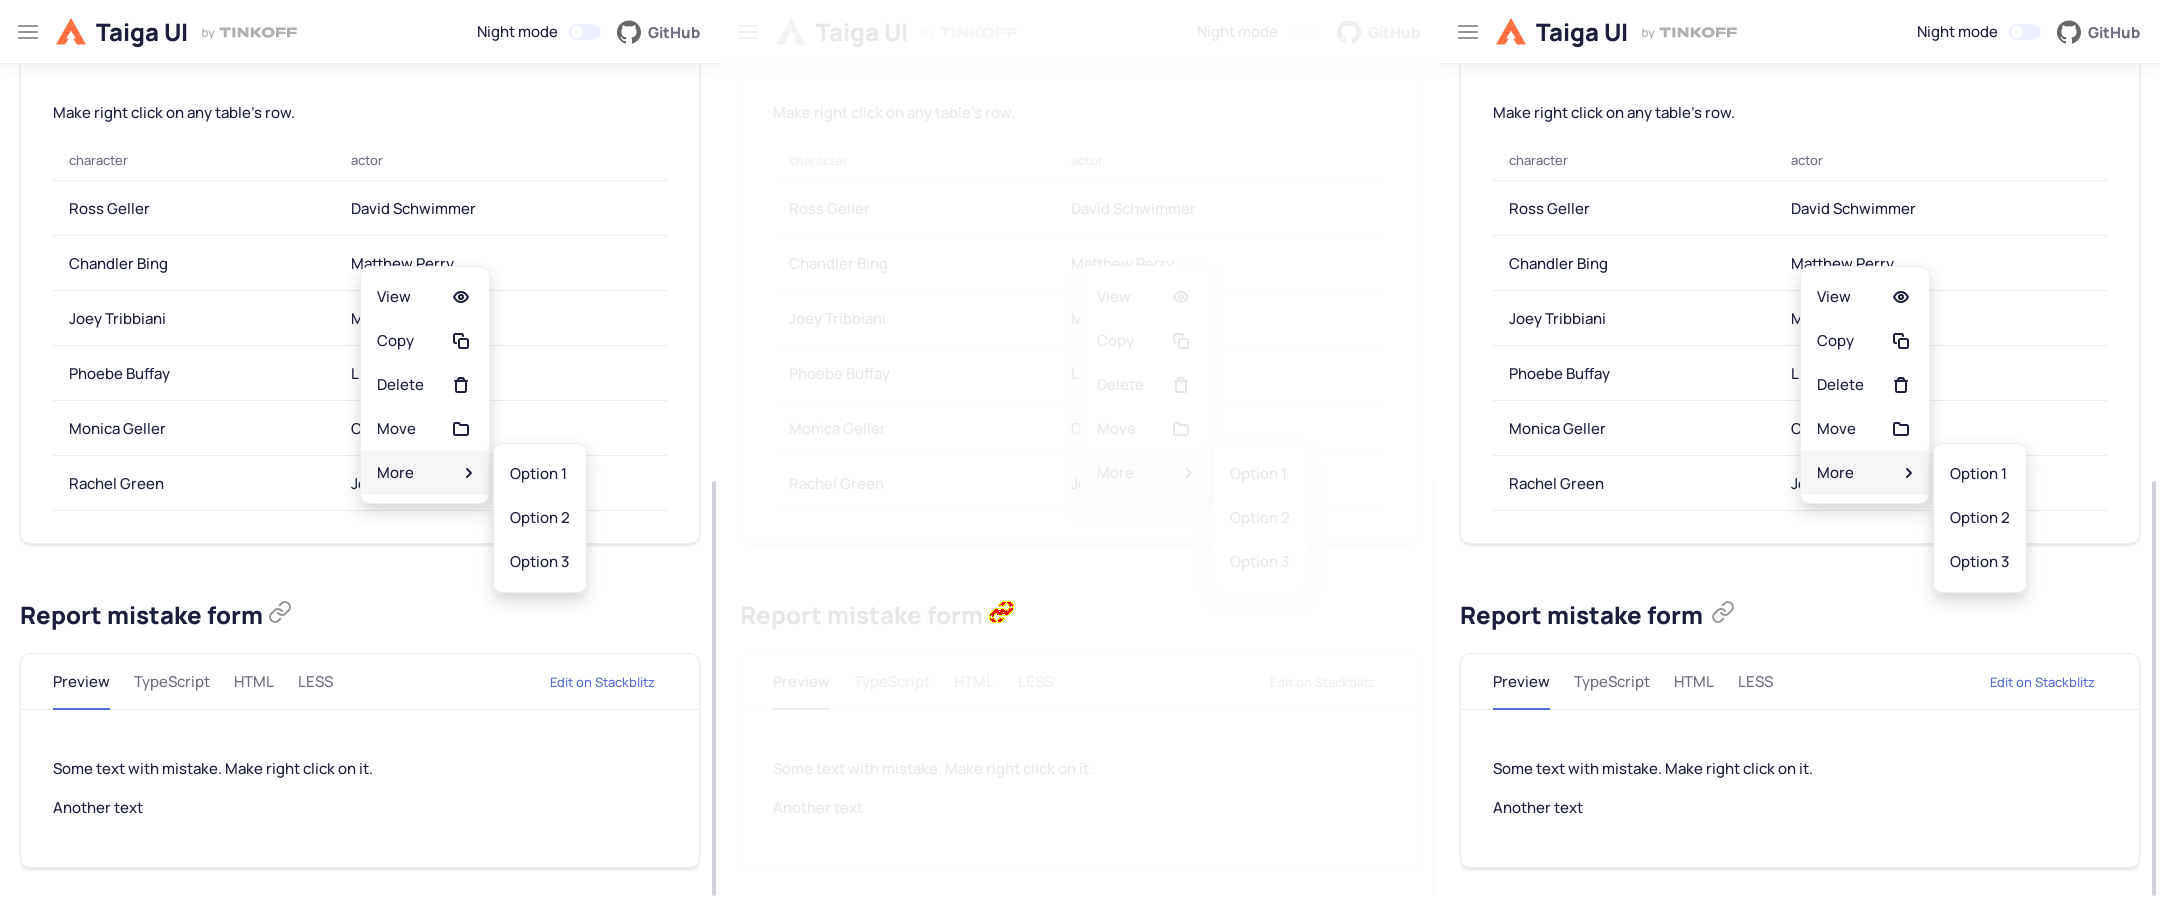 Taiga UI by TINKOFF Night mode GitHub
Make right click on any table's row.
character actor
Ross Geller David Schwimmer
Chandler Bing Matthew Perry
Joey Tribbiani M
Phoebe Buffay L
Monica Geller C
Rachel Green Je
View
Copy
Delete
Move
More
Option 1
Option 2
Option 3
Report mistake form
Preview TypeScript HTML LESS Edit on Stackblitz
Some text with mistake. Make right click on it.
Another text
Taiga UI by TINKOFF Night mode GitHub
Make right click on any table's row.
character actor
Ross Geller David Schwimmer
Chandler Bing Matthew Perry
Joey Tribbiani M
Phoebe Buffay L
Monica Geller C
Rachel Green Je
View
Copy
Delete
Move
More
Option 1
Option 2
Option 3
Report mistake form
Preview TypeScript HTML LESS Edit on Stackblitz
Some text with mistake. Make right click on it.
Another text
Taiga UI by TINKOFF Night mode GitHub
Make right click on any table's row.
character actor
Ross Geller David Schwimmer
Chandler Bing Matthew Perry
Joey Tribbiani M
Phoebe Buffay L
Monica Geller C
Rachel Green Je
View
Copy
Delete
Move
More
Option 1
Option 2
Option 3
Report mistake form
Preview TypeScript HTML LESS Edit on Stackblitz
Some text with mistake. Make right click on it.
Another text